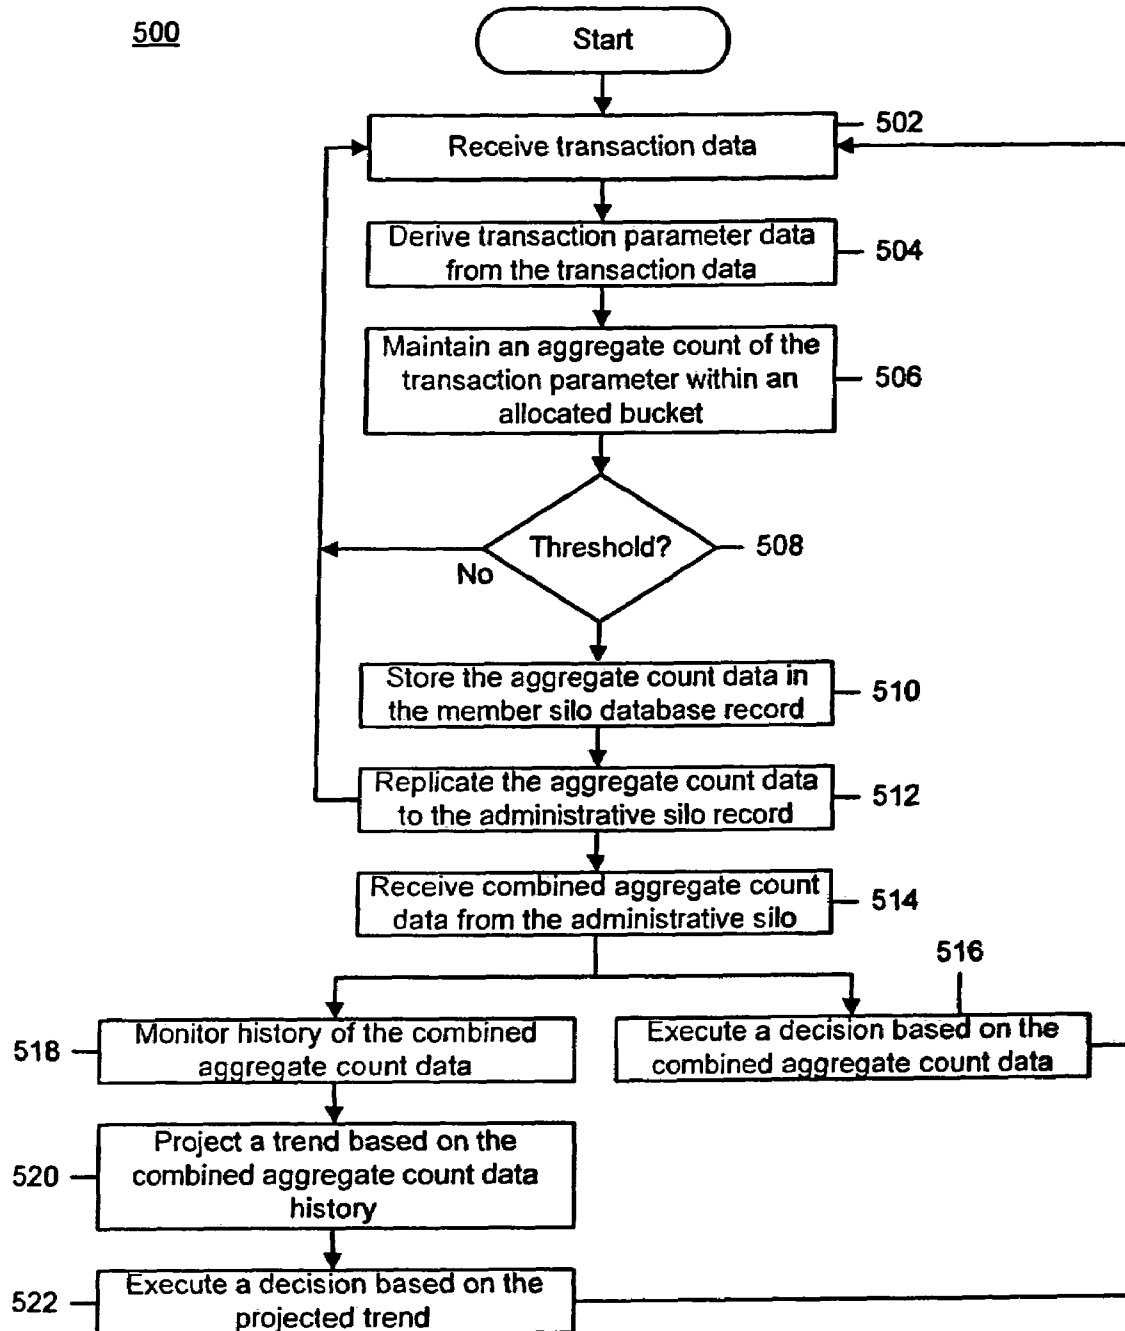 500
Start
502
Receive transaction data
Derive transaction parameter data
from the transaction data
504
Maintain an aggregate count of the
transaction parameter within an
allocated bucket
506
Threshold?
508
No
Store the aggregate count data in
the member silo database record
510
Replicate the aggregate count data
to the administrative silo record
512
Receive combined aggregate count
data from the administrative silo
514
516
Monitor history of the combined
aggregate count data
518
Execute a decision based on the
combined aggregate count data
Project a trend based on the
combined aggregate count data
history
520
Execute a decision based on the
projected trend
522